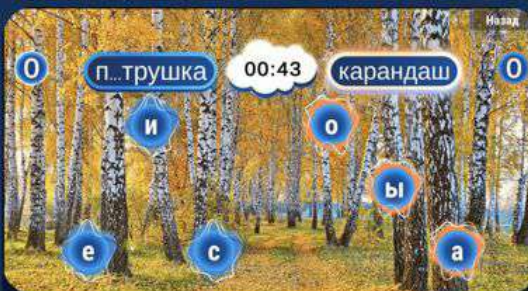 Назад
0 п...трушка 00:43 карандаш 0
и о
ы
е с а